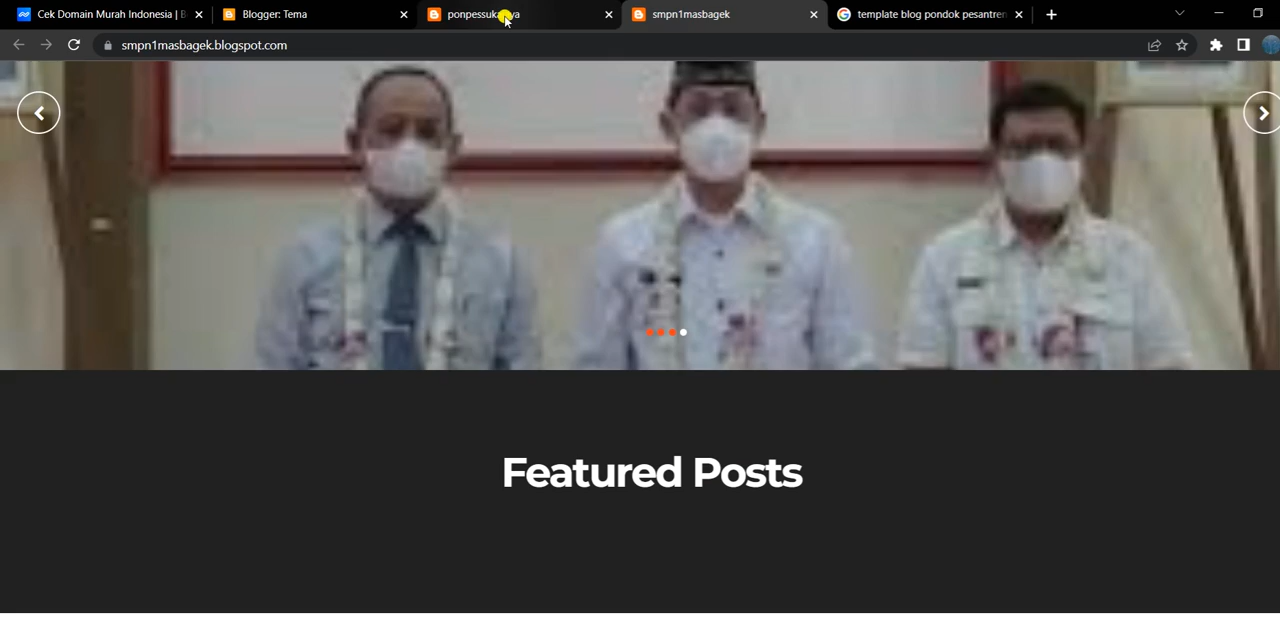 Cek Domain Murah Indonesia | B
Blogger: Tema
smpn1masbagek
template blog pondok pesantren
smpn1masbagek.blogspot.com
Featured Posts